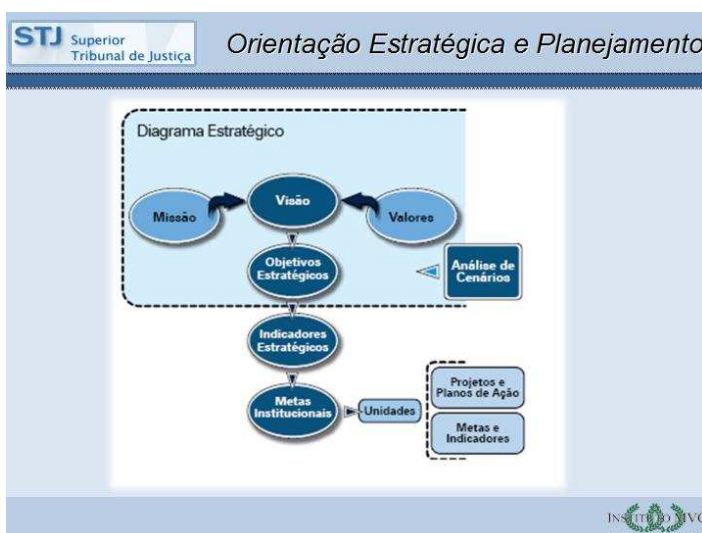 STJ Superior
Tribunal de Justiça
Orientação Estratégica e Planejamento
Diagrama Estratégico
Missão
Visão
Valores
Objetivos
Estratégicos
Análise de
Cenários
Indicadores
Estratégicos
Metas
Institucionais
Unidades
Projetos e
Planos de Ação
Metas e
Indicadores